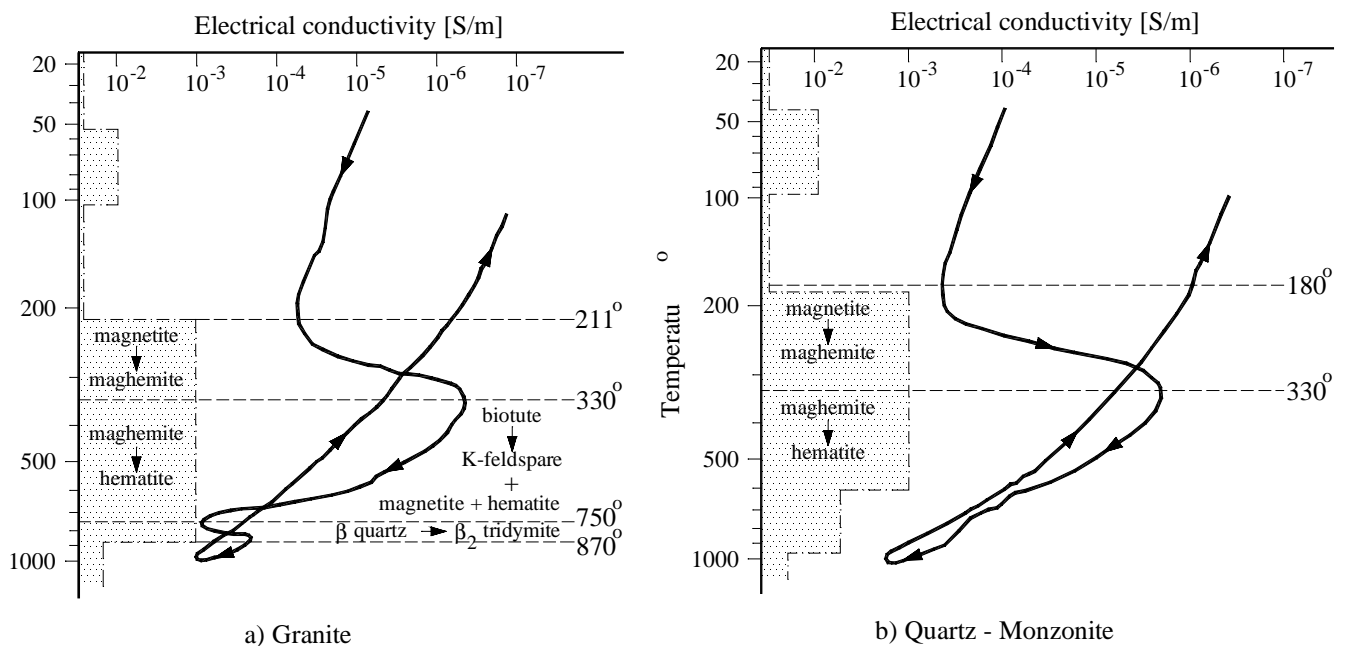 Electrical conductivity [S/m]
20
10-2 10-3 10-4 10-5 10-6 10-7
50
100
200
211o
magnetite
maghemite
330o
biotute
maghemite
K-feldspare
500
hematite
+
magnetite + hematite
750o
β quartz β2 tridymite
870o
1000
a) Granite
Electrical conductivity [S/m]
20
10-2 10-3 10-4 10-5 10-6 10-7
50
100
Temperatu o
180o
200
magnetite
maghemite
330o
maghemite
hematite
500
1000
b) Quartz - Monzonite